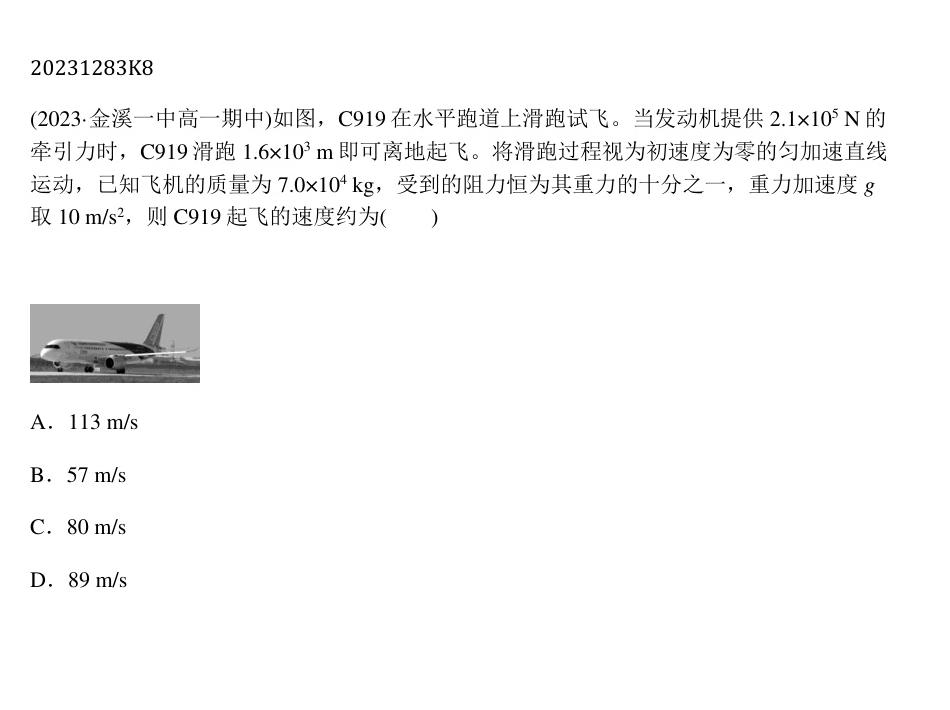 20231283K8
(2023·金溪一中高一期中)如图，C919 在水平跑道上滑跑试飞。当发动机提供 2.1×10⁵ N 的
牵引力时，C919 滑跑 1.6×10³ m 即可离地起飞。将滑跑过程视为初速度为零的匀加速直线
运动，已知飞机的质量为 7.0×10⁴ kg，受到的阻力恒为其重力的十分之一，重力加速度 g
取 10 m/s²，则 C919 起飞的速度约为(　　)
A．113 m/s
B．57 m/s
C．80 m/s
D．89 m/s